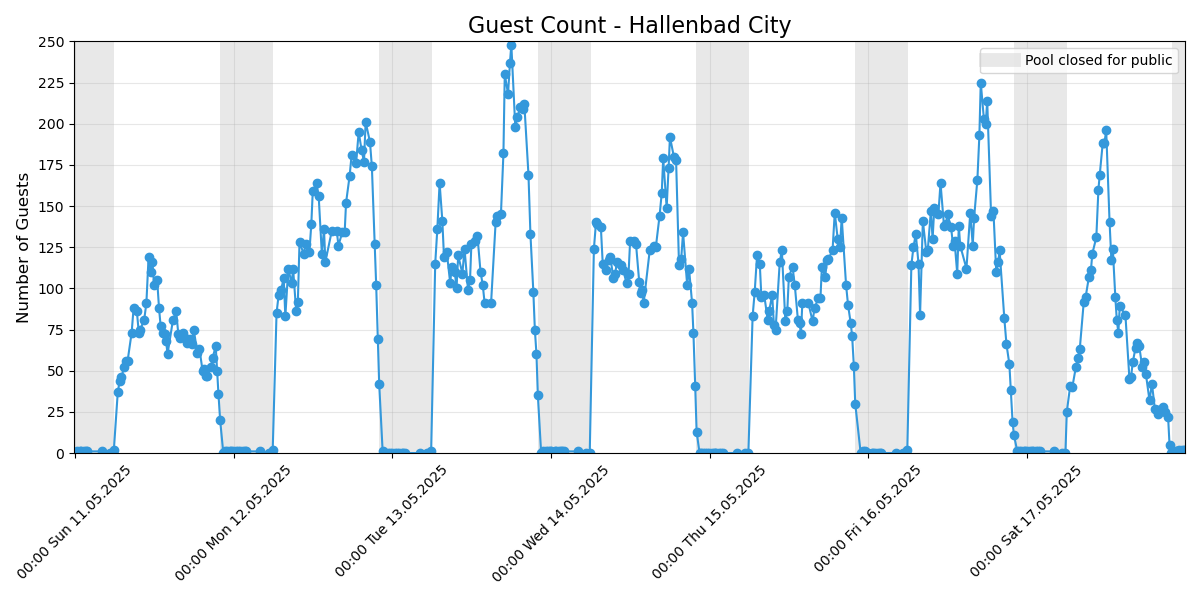 Guest Count - Hallenbad City
Pool closed for public
Number of Guests
250
225
200
175
150
125
100
75
50
25
0
00:00 Sun 11.05.2025
00:00 Mon 12.05.2025
00:00 Tue 13.05.2025
00:00 Wed 14.05.2025
00:00 Thu 15.05.2025
00:00 Fri 16.05.2025
00:00 Sat 17.05.2025